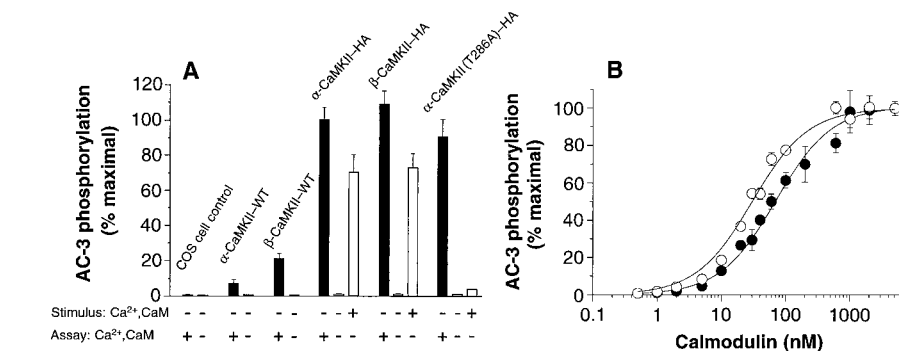 A
B
AC-3 phosphorylation
(% maximal)
120
100
80
60
40
20
0
COS cell control
α-CaMKII–WT
β-CaMKII–WT
α-CaMKII–HA
β-CaMKII–HA
α-CaMKII (T286A)–HA
Stimulus: Ca²⁺,CaM - - - - - - - - + - - + - - +
Assay: Ca²⁺,CaM + - + - + - + - - + - - + - -
AC-3 phosphorylation
(% maximal)
100
80
60
40
20
0
0.1 1 10 100 1000
Calmodulin (nM)